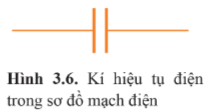 Hình 3.6. Kí hiệu tụ điện
trong sơ đồ mạch điện